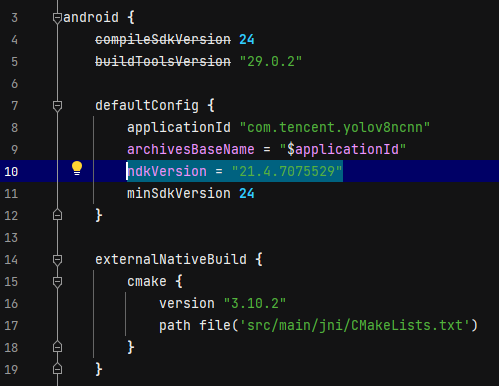 3 android {
4 compileSdkVersion 24
5 buildToolsVersion "29.0.2"
6
7 defaultConfig {
8 applicationId "com.tencent.yolov8ncnn"
9 archivesBaseName = "$applicationId"
10 ndkVersion = "21.4.7075529"
11 minSdkVersion 24
12 }
13
14 externalNativeBuild {
15 cmake {
16 version "3.10.2"
17 path file('src/main/jni/CMakeLists.txt')
18 }
19 }